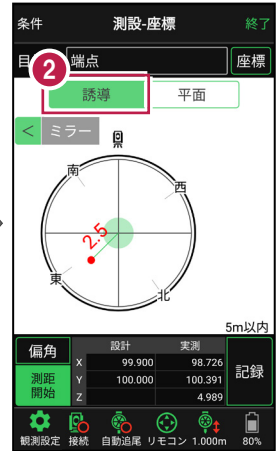 条件 測設-座標 終了
目 端点 座標
2
誘導 平面
< ミラー
南
西
2.5
東
北
5m以内
偏角 設計 実測
X 99.900 98.726
測距開始 Y 100.000 100.391 記録
Z 4.989
観測設定 接続 自動追尾 リモコン 1.000m 80%